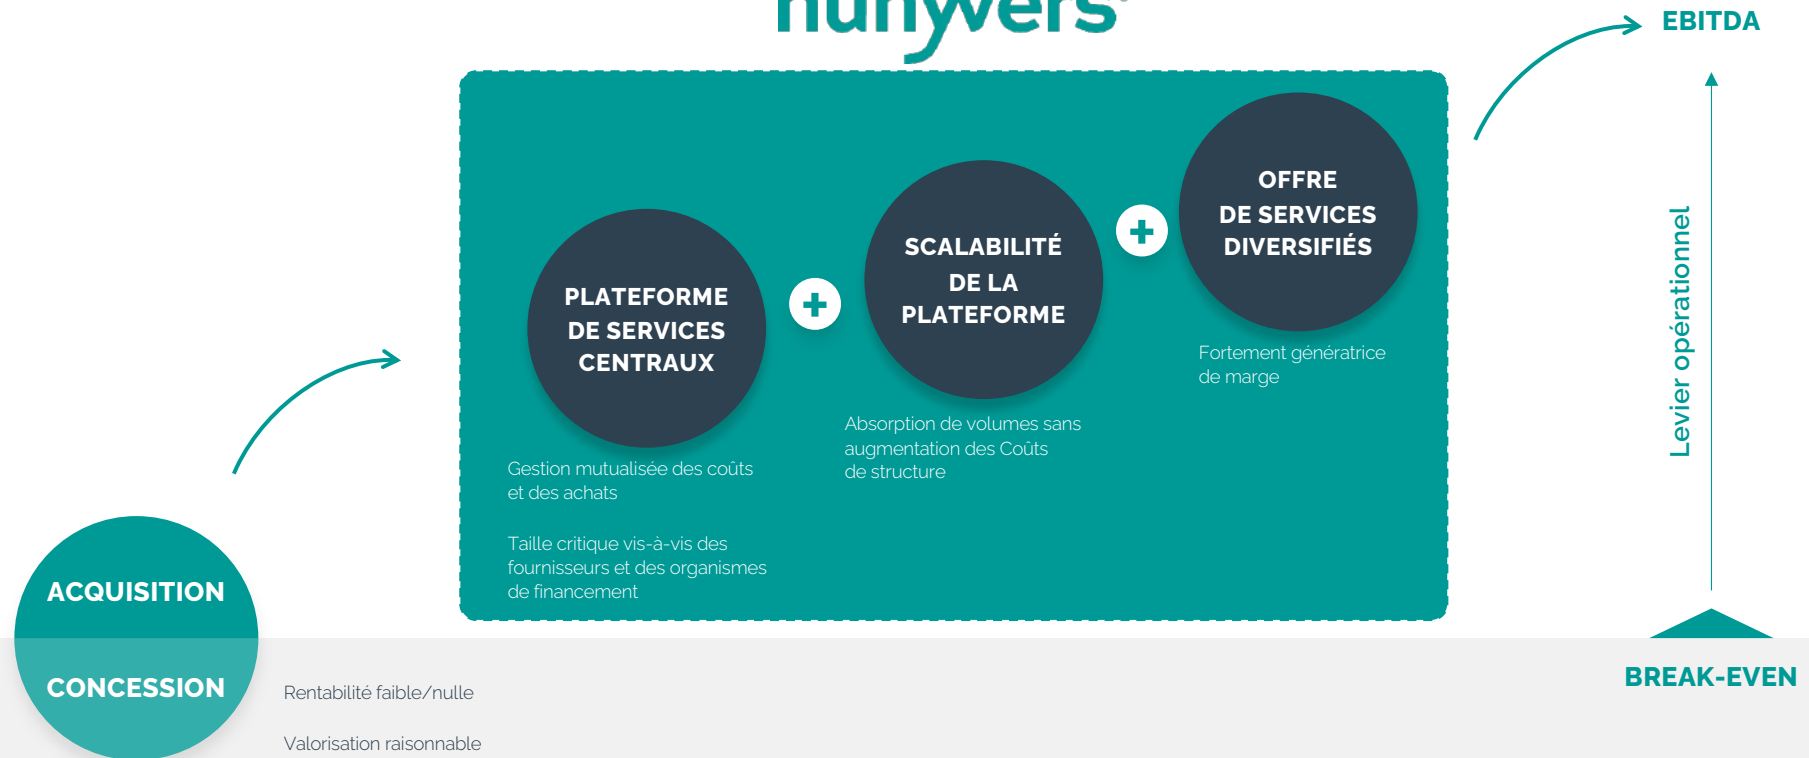 hunyvers
EBITDA
OFFRE
DE SERVICES
DIVERSIFIÉS
SCALABILITÉ
DE LA
PLATEFORME
PLATEFORME
DE SERVICES
CENTRAUX
Fortement génératrice
de marge
Absorption de volumes sans
augmentation des Coûts
de structure
Gestion mutualisée des coûts
et des achats
Taille critique vis-à-vis des
fournisseurs et des organismes
de financement
Levier opérationnel
ACQUISITION
CONCESSION
Rentabilité faible/nulle
Valorisation raisonnable
BREAK-EVEN